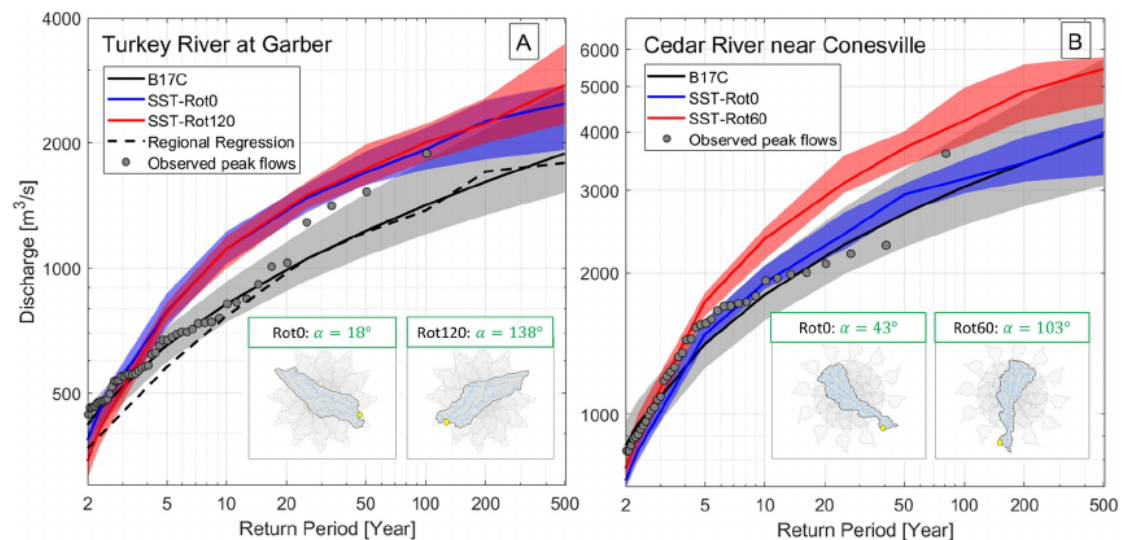 Turkey River at Garber
A
B17C
SST-Rot0
SST-Rot120
Regional Regression
Observed peak flows
Rot0: α = 18°
Rot120: α = 138°
4000
2000
1000
500
Discharge [m³/s]
2 5 10 20 50 100 200 500
Return Period [Year]
Cedar River near Conesville
B
B17C
SST-Rot0
SST-Rot60
Observed peak flows
Rot0: α = 43°
Rot60: α = 103°
6000
5000
4000
3000
2000
1000
2 5 10 20 50 100 200 500
Return Period [Year]